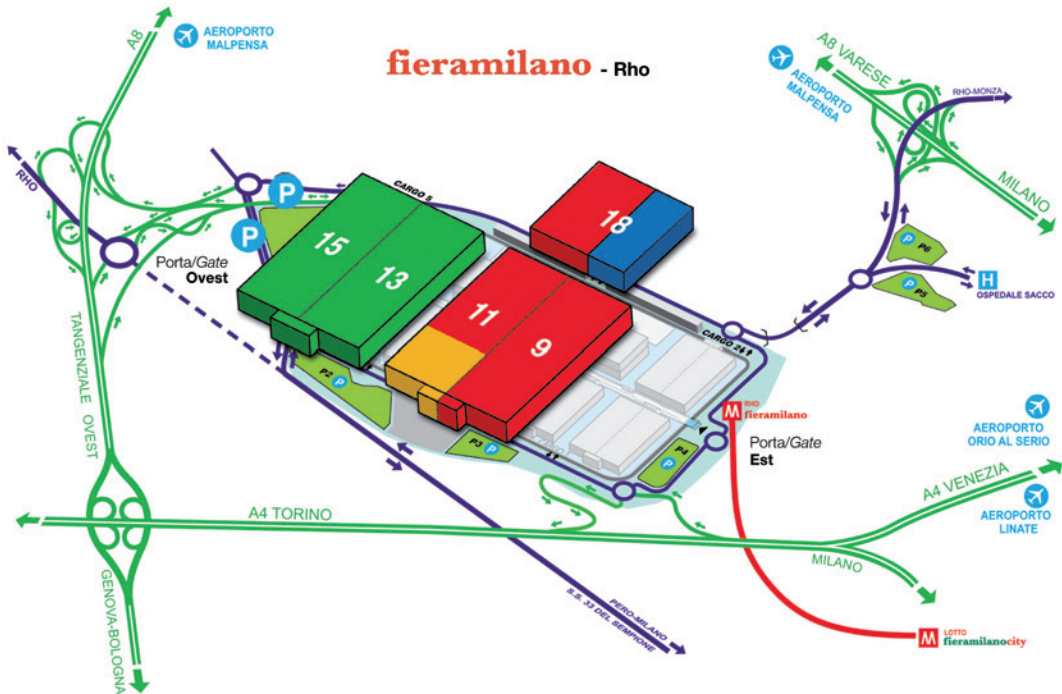 A8
AEROPORTO
MALPENSA
fieramilano - Rho
A8 VARESE
AEROPORTO
MALPENSA
RHO-MONZA
MILANO
RHO
P
P
CARGO 5
15
13
18
Porta/Gate
Ovest
11
9
P P6
P P5
H
OSPEDALE SACCO
CARGO 2
TANGENZIALE OVEST
P2 P
P3 P
P4
P
M RHO
fieramilano
Porta/Gate
Est
AEROPORTO
ORIO AL SERIO
A4 VENEZIA
AEROPORTO
LINATE
A4 TORINO
MILANO
GENOVA-BOLOGNA
PERO-MILANO
S.S. 33 DEL SEMPIONE
M LOTTO
fieramilanocity